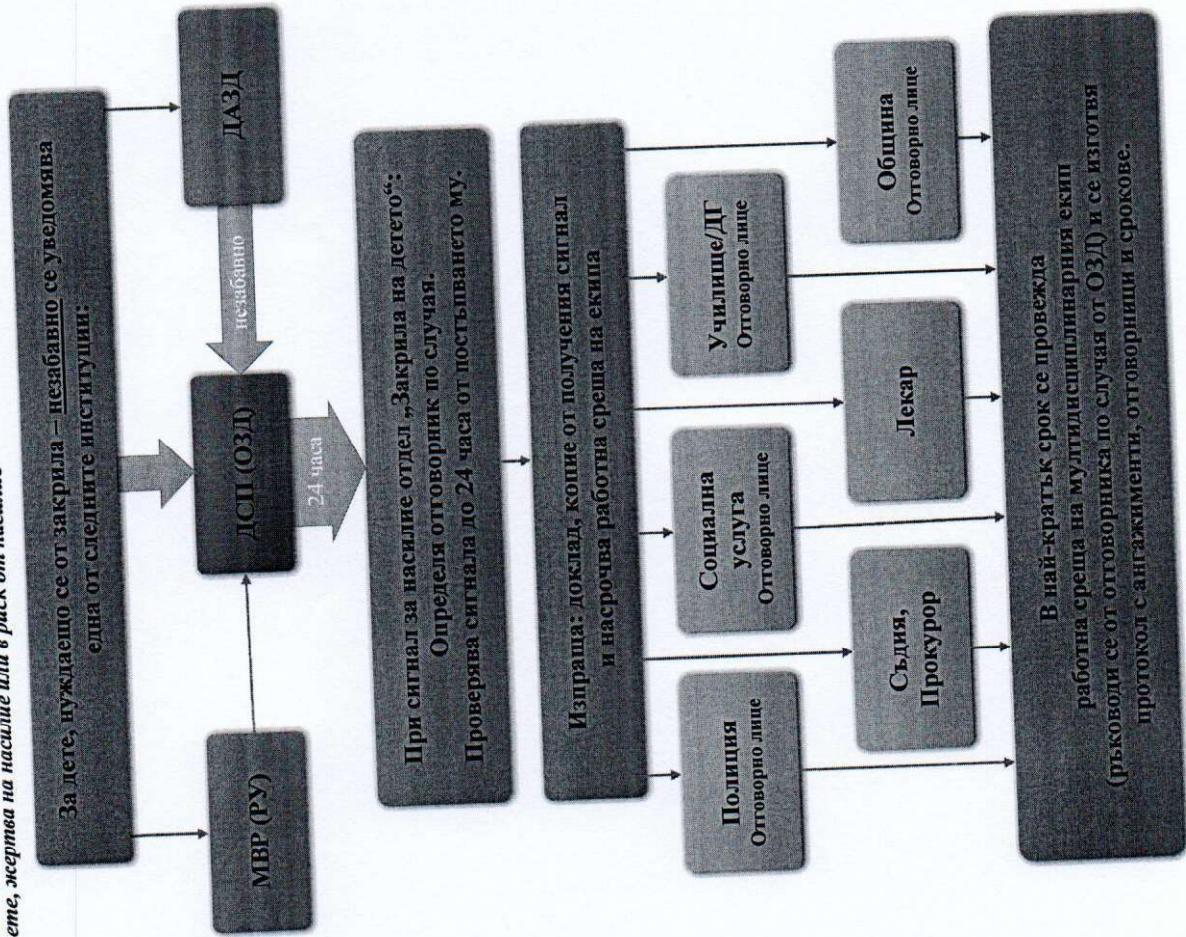 ете, жертва на насилие или в риск от насилие
За дете, нуждаещо се от закрила – незабавно се уведомява
една от следните институции:
МВР (РУ)
ДСП (ОЗД)
ДАЗД
незабавно
24 часа
При сигнал за насилие отдел „Закрила на детето“:
Определя отговорник по случая.
Проверява сигнала до 24 часа от постъпването му.
Изпраща: доклад, копие от получения сигнал
и насрочва работна среща на екипа
Полиция
Отговорно лице
Социална
услуга
Отговорно лице
Училище/ДГ
Отговорно лице
Съдия,
Прокурор
Лекар
Община
Отговорно лице
В най-кратък срок се провежда
работна среща на мултидисциплинарния екип
(ръководи се от отговорника по случая от ОЗД) и се изготвя
протокол с ангажименти, отговорници и срокове.